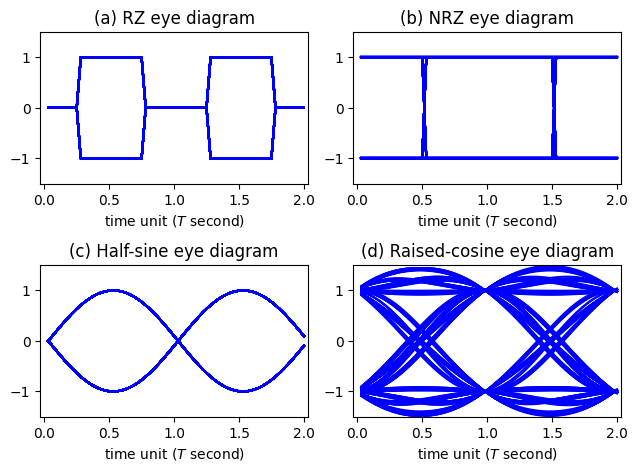 (a) RZ eye diagram
1
0
−1
0.0 0.5 1.0 1.5 2.0
time unit (T second)
(b) NRZ eye diagram
1
0
−1
0.0 0.5 1.0 1.5 2.0
time unit (T second)
(c) Half-sine eye diagram
1
0
−1
0.0 0.5 1.0 1.5 2.0
time unit (T second)
(d) Raised-cosine eye diagram
1
0
−1
0.0 0.5 1.0 1.5 2.0
time unit (T second)